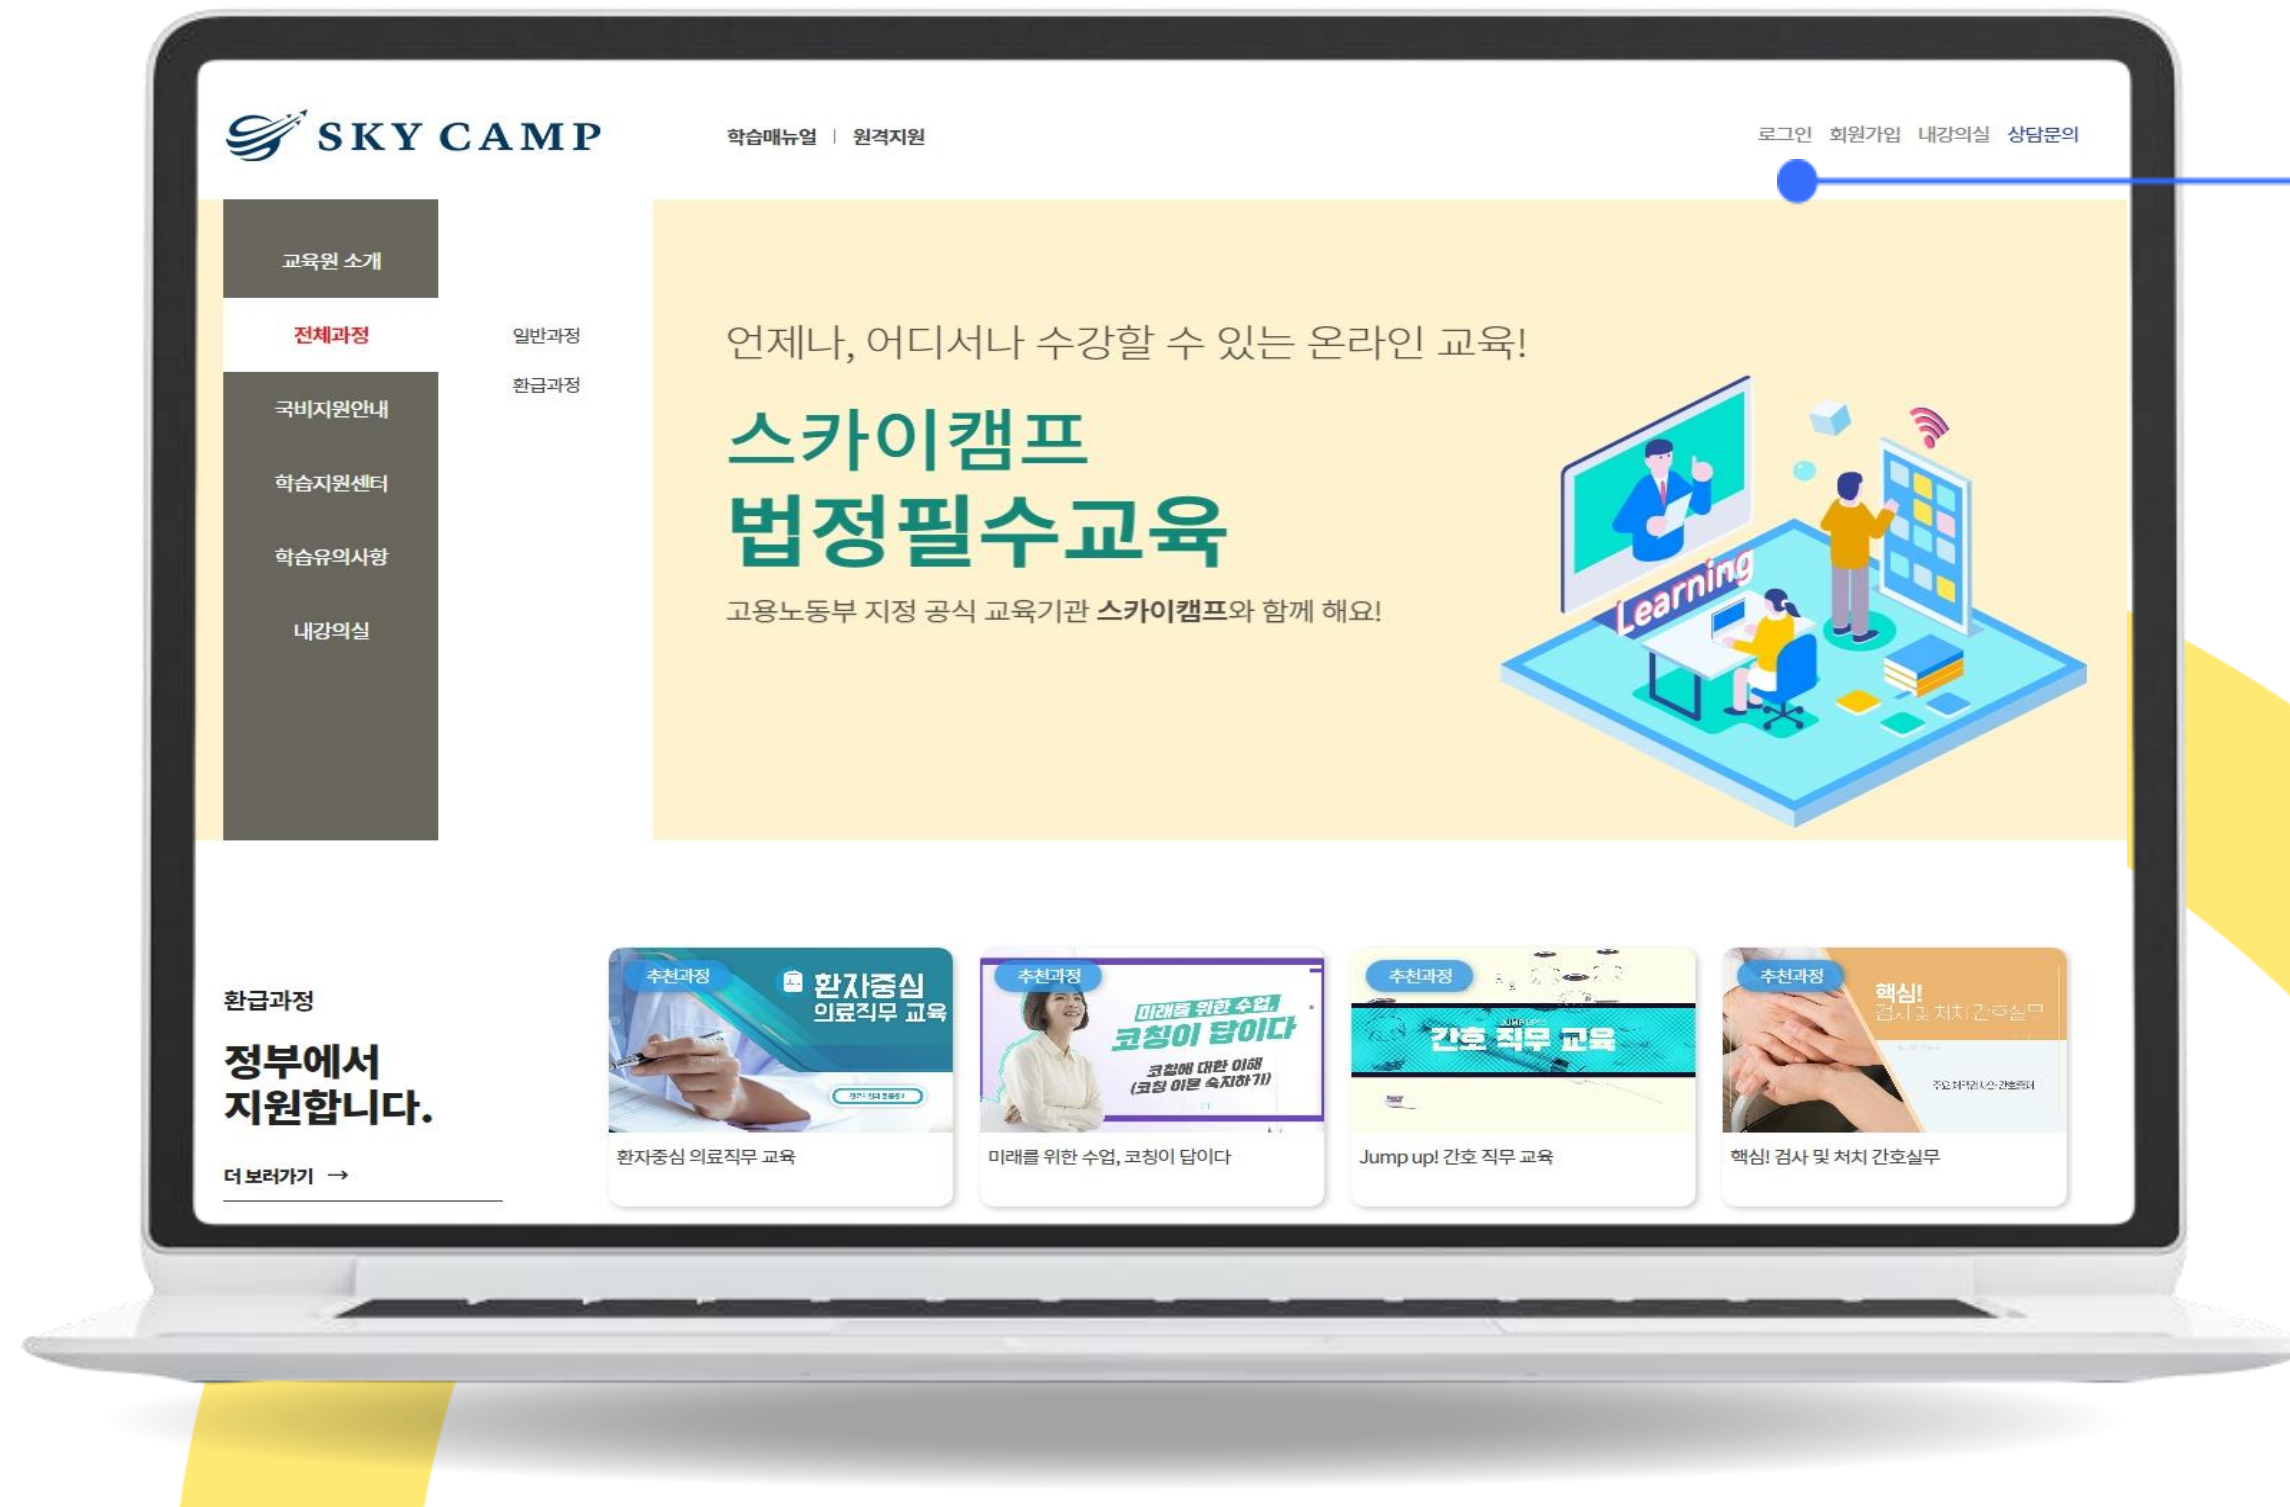 SKY CAMP
학습매뉴얼 | 원격지원
로그인 회원가입 내강의실 상담문의
교육원 소개
전체과정
국비지원안내
학습지원센터
학습유의사항
내강의실
일반과정
환급과정
언제나, 어디서나 수강할 수 있는 온라인 교육!
스카이캠프
법정필수교육
고용노동부 지정 공식 교육기관 스카이캠프와 함께 해요!
Learning
환급과정
정부에서
지원합니다.
더 보러가기 →
추천과정
환자중심
의료직무 교육
환자중심 의료직무 교육
추천과정
미래를 위한 수업,
코칭이 답이다
코칭에 대한 이해
(코칭 이론 숙지하기)
미래를 위한 수업, 코칭이 답이다
추천과정
간호 직무 교육
Jump up! 간호 직무 교육
추천과정
핵심!
검사 및 처치 간호실무
핵심! 검사 및 처치 간호실무